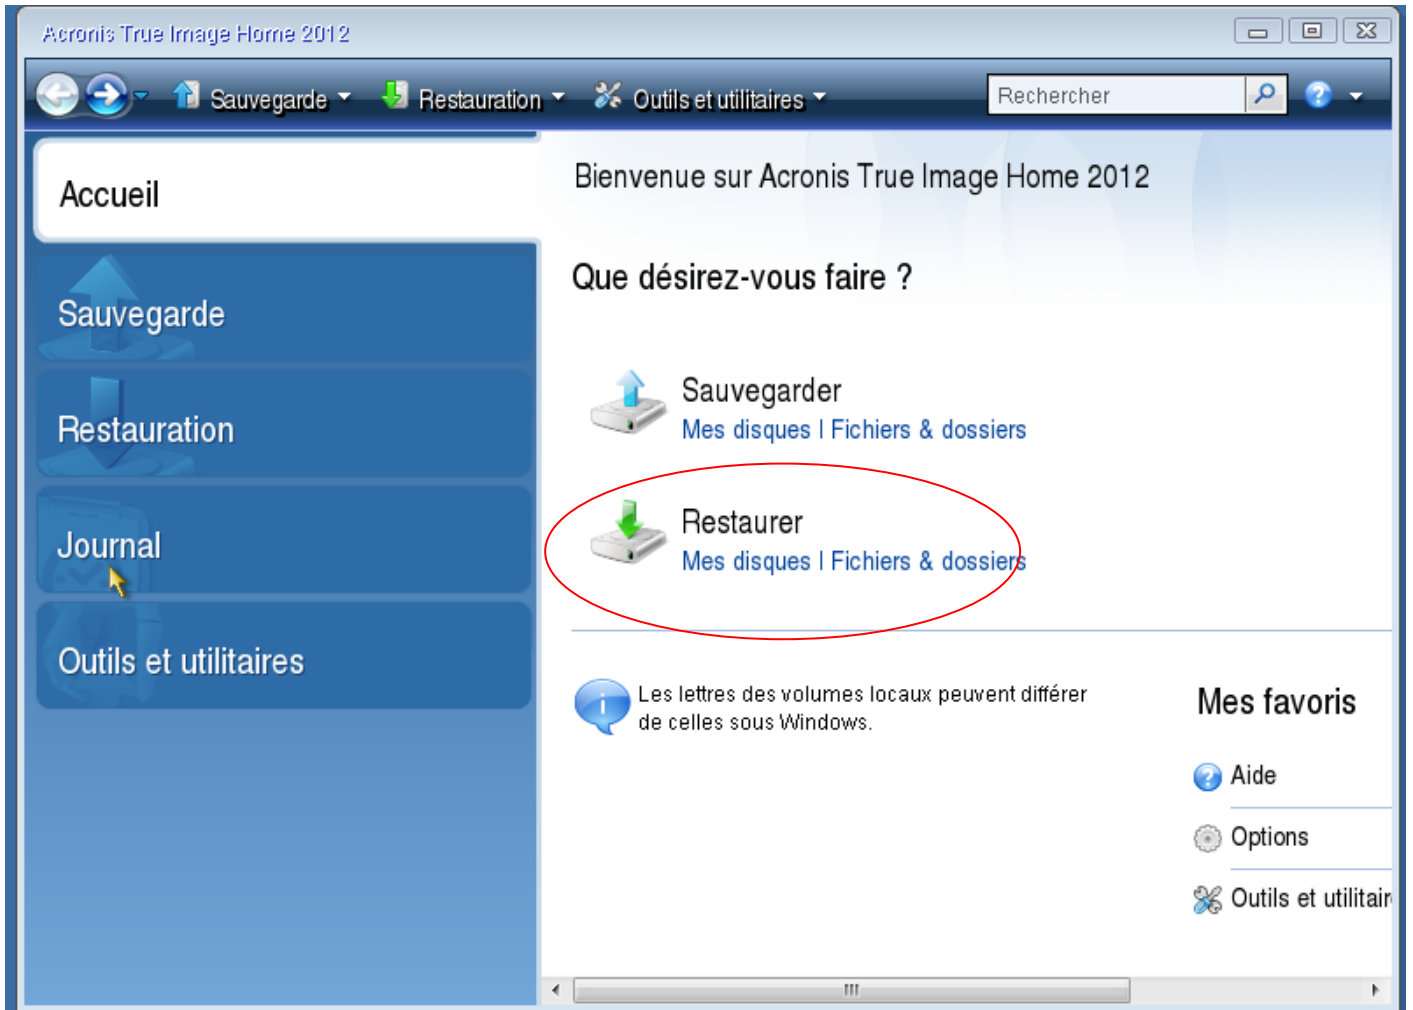 Acronis True Image Home 2012
Sauvegarde
Restauration
Outils et utilitaires
Rechercher
Accueil
Sauvegarde
Restauration
Journal
Outils et utilitaires
Bienvenue sur Acronis True Image Home 2012
Que désirez-vous faire ?
Sauvegarder
Mes disques | Fichiers & dossiers
Restaurer
Mes disques | Fichiers & dossiers
Les lettres des volumes locaux peuvent différer
de celles sous Windows.
Mes favoris
Aide
Options
Outils et utilitair